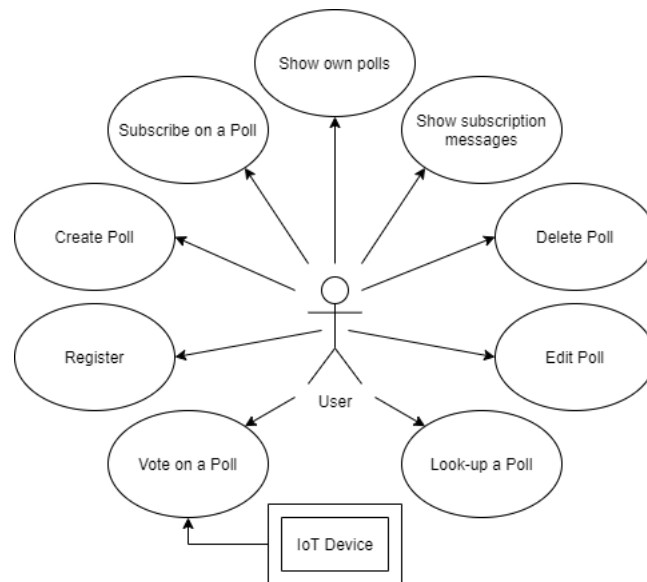 Show own polls
Subscribe on a Poll
Show subscription
messages
Create Poll
Delete Poll
Register
Edit Poll
User
Vote on a Poll
Look-up a Poll
IoT Device